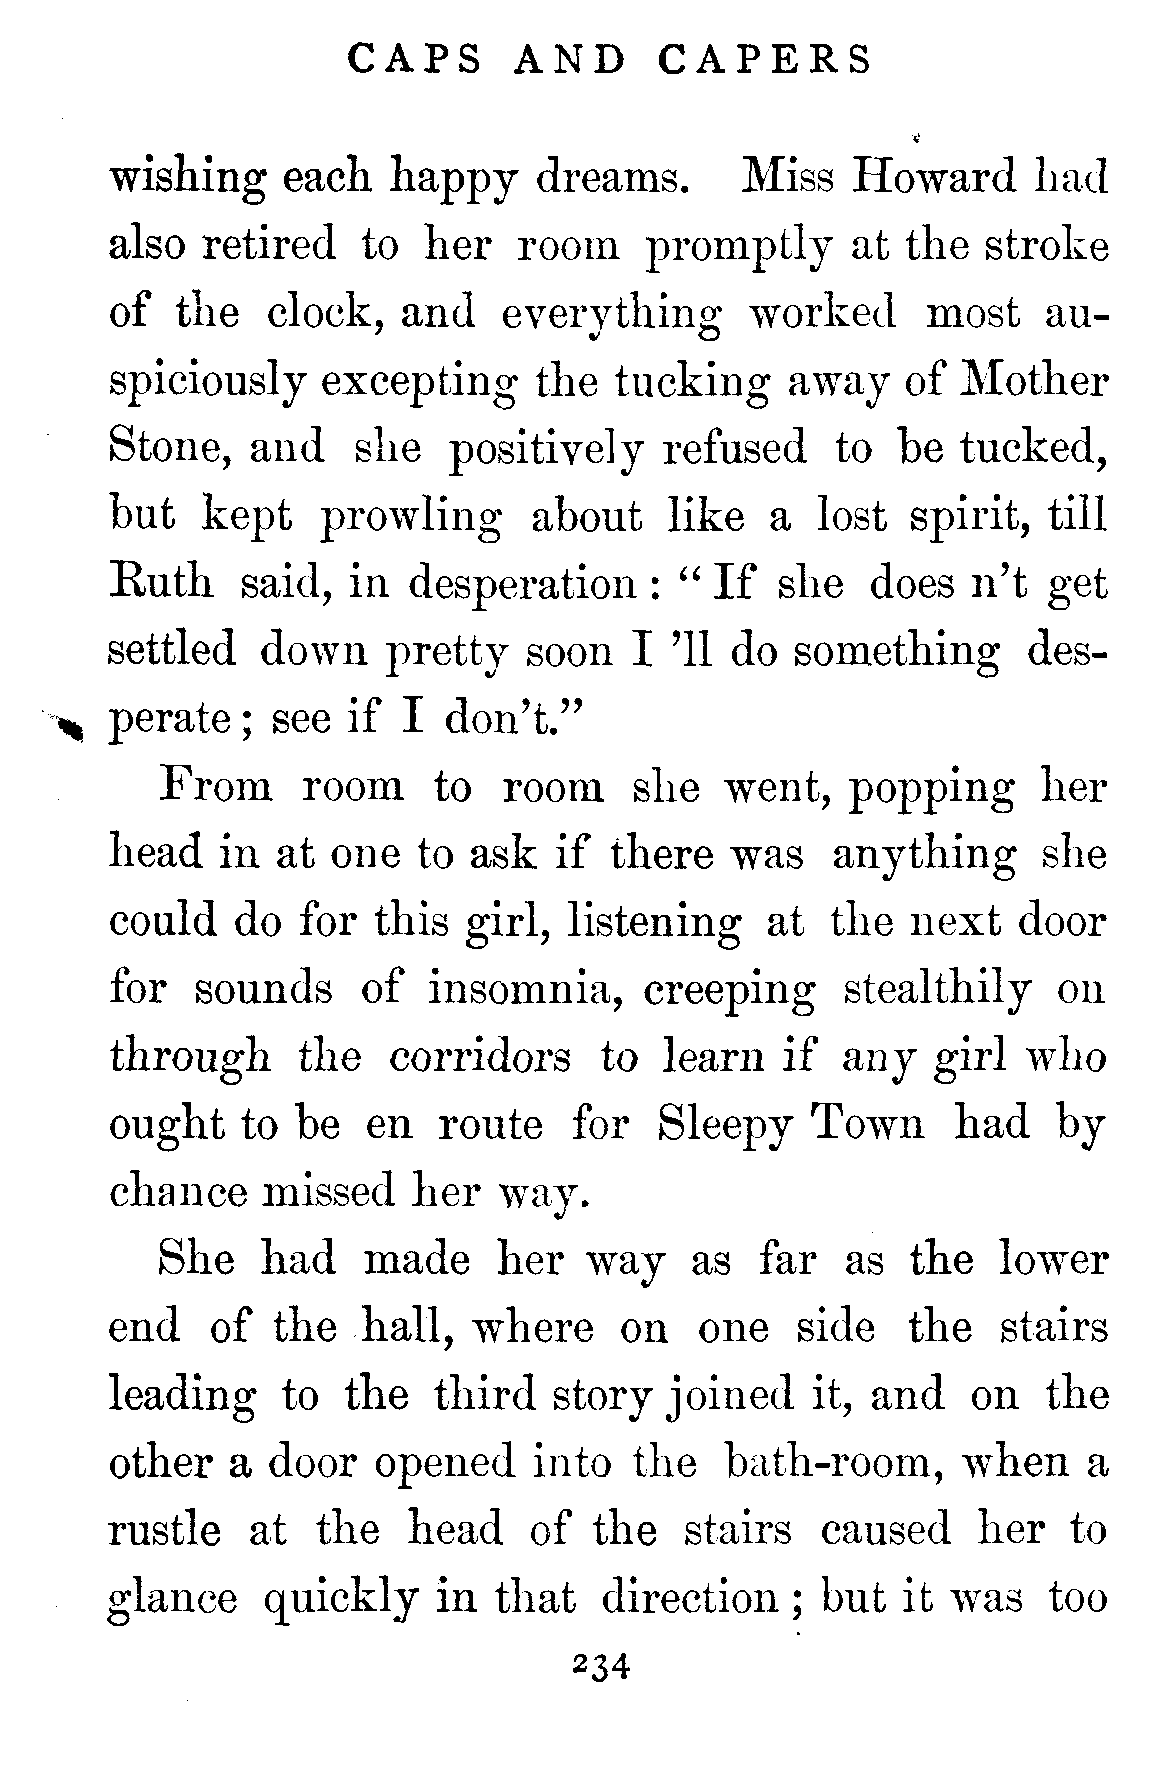 CAPS AND CAPERS
wishing each happy dreams. Miss Howard had
also retired to her room promptly at the stroke
of the clock, and everything worked most au-
spiciously excepting the tucking away of Mother
Stone, and she positively refused to be tucked,
but kept prowling about like a lost spirit, till
Ruth said, in desperation : “ If she does n’t get
settled down pretty soon I ’ll do something des-
perate ; see if I don’t.”
From room to room she went, popping her
head in at one to ask if there was anything she
could do for this girl, listening at the next door
for sounds of insomnia, creeping stealthily on
through the corridors to learn if any girl who
ought to be en route for Sleepy Town had by
chance missed her way.
She had made her way as far as the lower
end of the hall, where on one side the stairs
leading to the third story joined it, and on the
other a door opened into the bath-room, when a
rustle at the head of the stairs caused her to
glance quickly in that direction ; but it was too
234